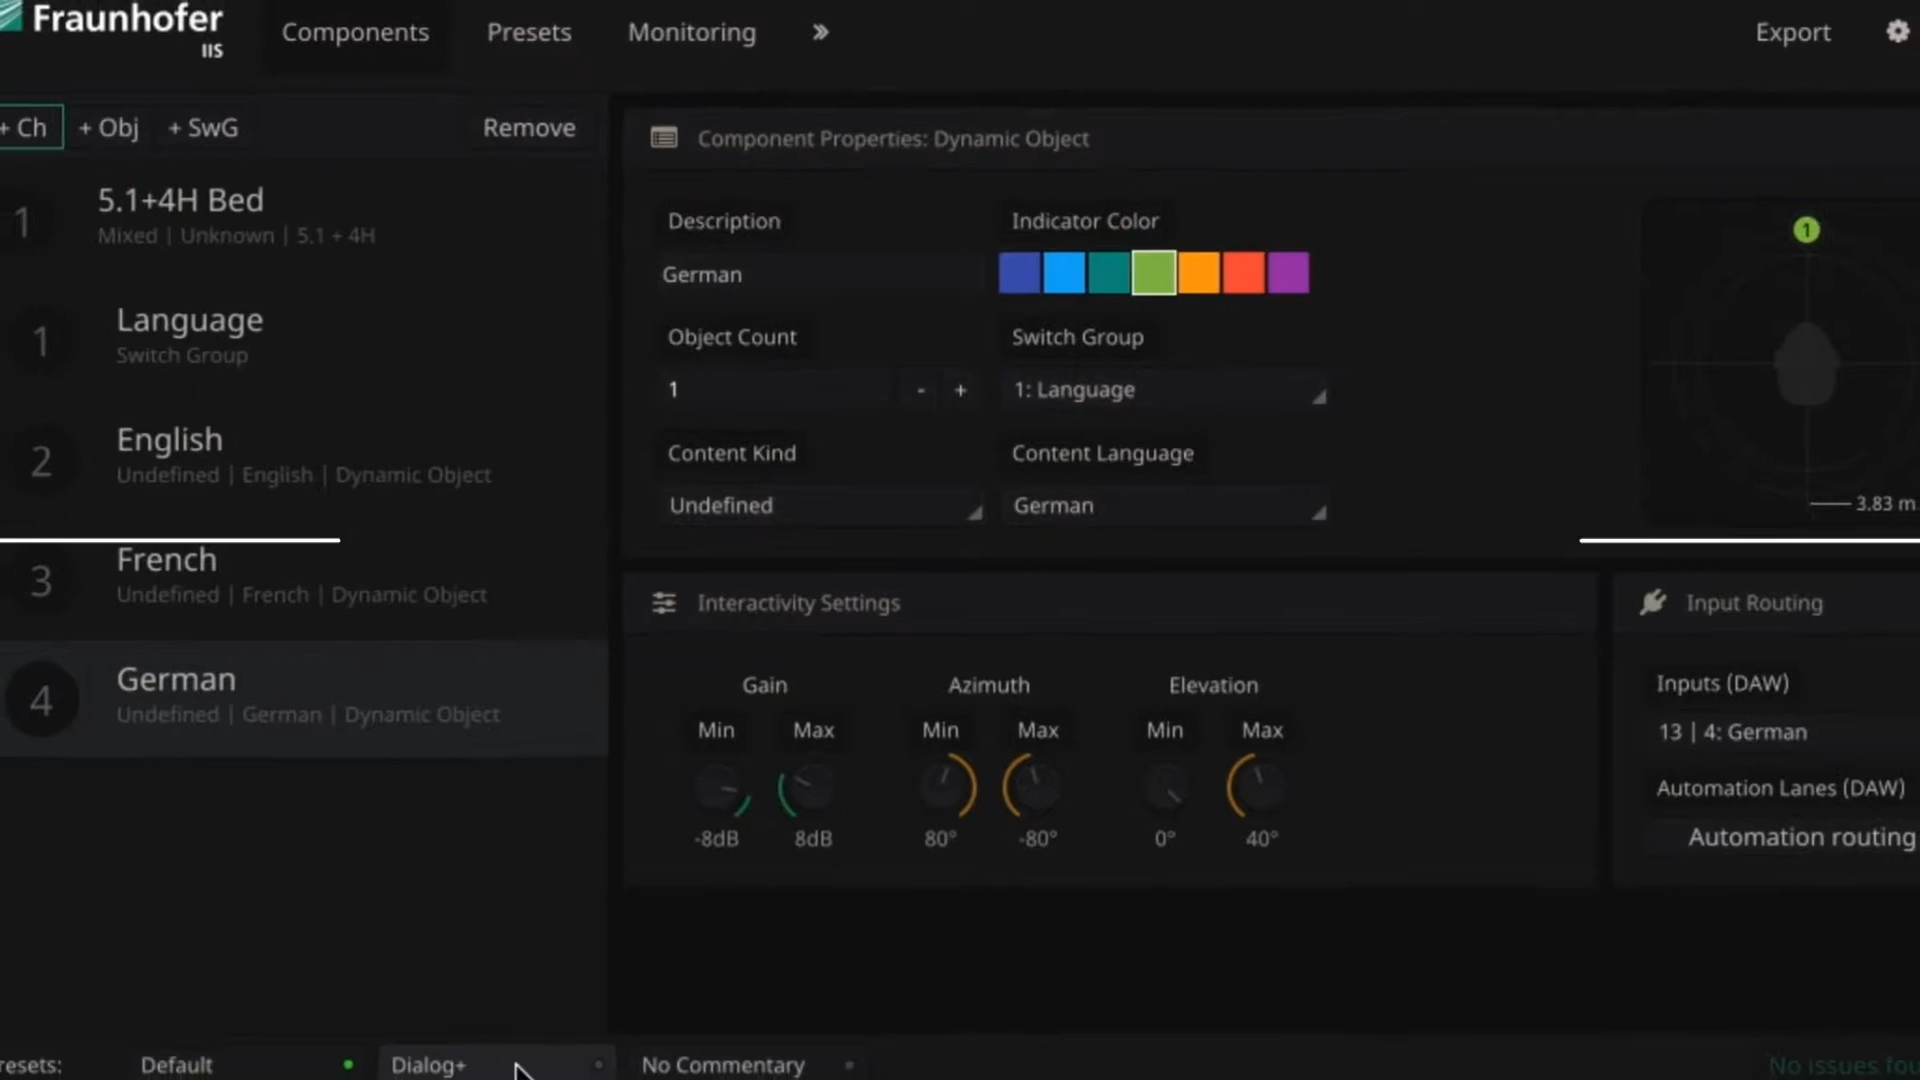 Fraunhofer
IIS
Components
Presets
Monitoring
»
Export
+ Ch
+ Obj
+ SwG
Remove
1
5.1+4H Bed
Mixed | Unknown | 5.1 + 4H
1
Language
Switch Group
2
English
Undefined | English | Dynamic Object
3
French
Undefined | French | Dynamic Object
4
German
Undefined | German | Dynamic Object
Component Properties: Dynamic Object
Description
Indicator Color
German
Object Count
Switch Group
1
-
+
1: Language
Content Kind
Content Language
Undefined
German
1
3.83 m
Interactivity Settings
Gain
Azimuth
Elevation
Min
Max
Min
Max
Min
Max
-8dB
8dB
80°
-80°
0°
40°
Input Routing
Inputs (DAW)
13 | 4: German
Automation Lanes (DAW)
Automation routing
resets:
Default
Dialog+
No Commentary
No issues fou